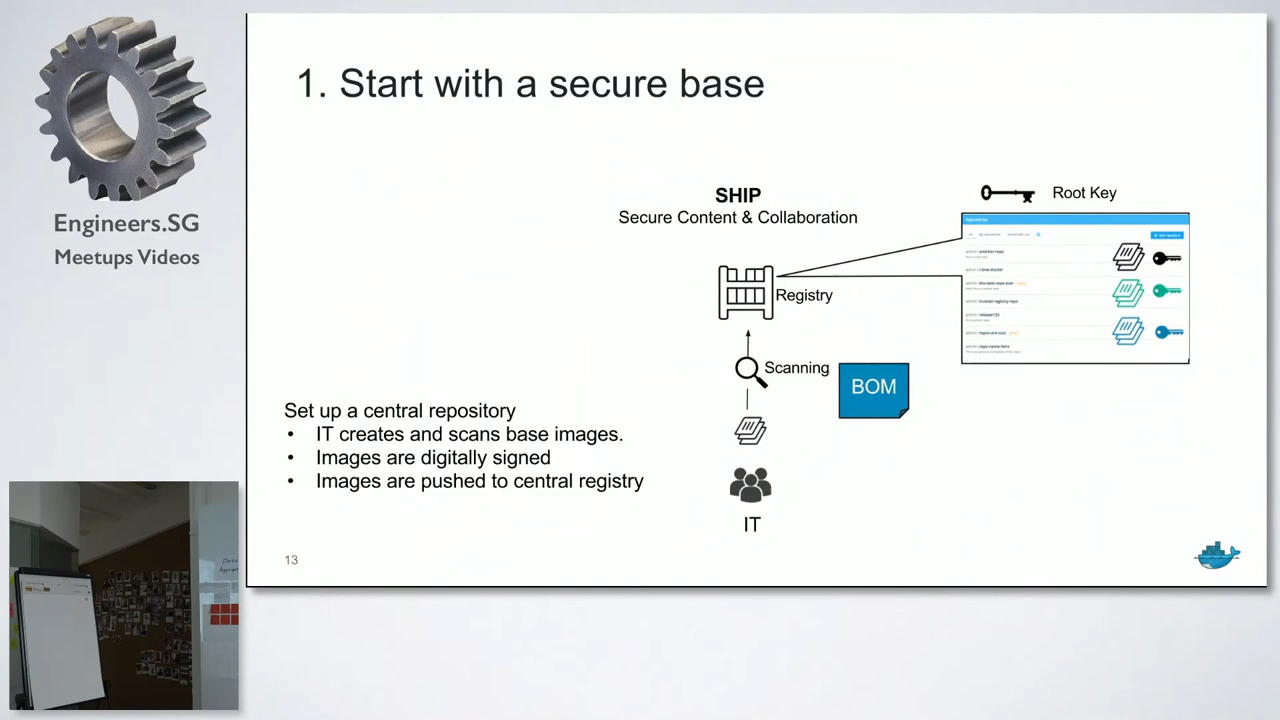 Engineers.SG
Meetups Videos
1. Start with a secure base
SHIP
Secure Content & Collaboration
Root Key
Registry
Scanning
BOM
Set up a central repository
• IT creates and scans base images.
• Images are digitally signed
• Images are pushed to central registry
IT
13